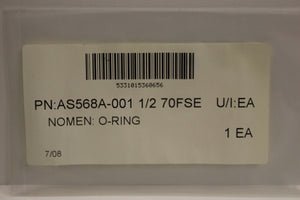 5331015360656
PN:AS568A-001 1/2 70FSE U/I:EA
NOMEN: O-RING
1 EA
7/08